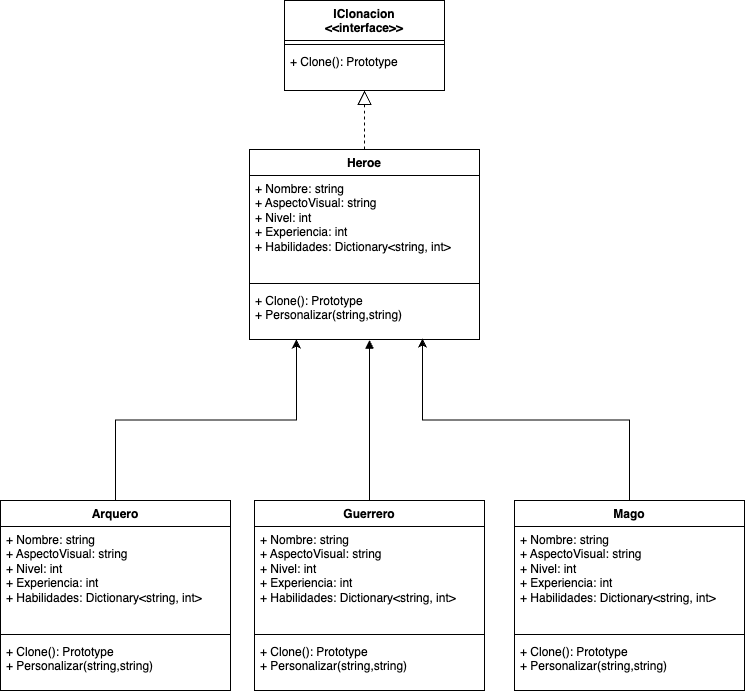 IClonacion
<<interface>>
+ Clone(): Prototype
Heroe
+ Nombre: string
+ AspectoVisual: string
+ Nivel: int
+ Experiencia: int
+ Habilidades: Dictionary<string, int>
+ Clone(): Prototype
+ Personalizar(string,string)
Arquero
+ Nombre: string
+ AspectoVisual: string
+ Nivel: int
+ Experiencia: int
+ Habilidades: Dictionary<string, int>
+ Clone(): Prototype
+ Personalizar(string,string)
Guerrero
+ Nombre: string
+ AspectoVisual: string
+ Nivel: int
+ Experiencia: int
+ Habilidades: Dictionary<string, int>
+ Clone(): Prototype
+ Personalizar(string,string)
Mago
+ Nombre: string
+ AspectoVisual: string
+ Nivel: int
+ Experiencia: int
+ Habilidades: Dictionary<string, int>
+ Clone(): Prototype
+ Personalizar(string,string)